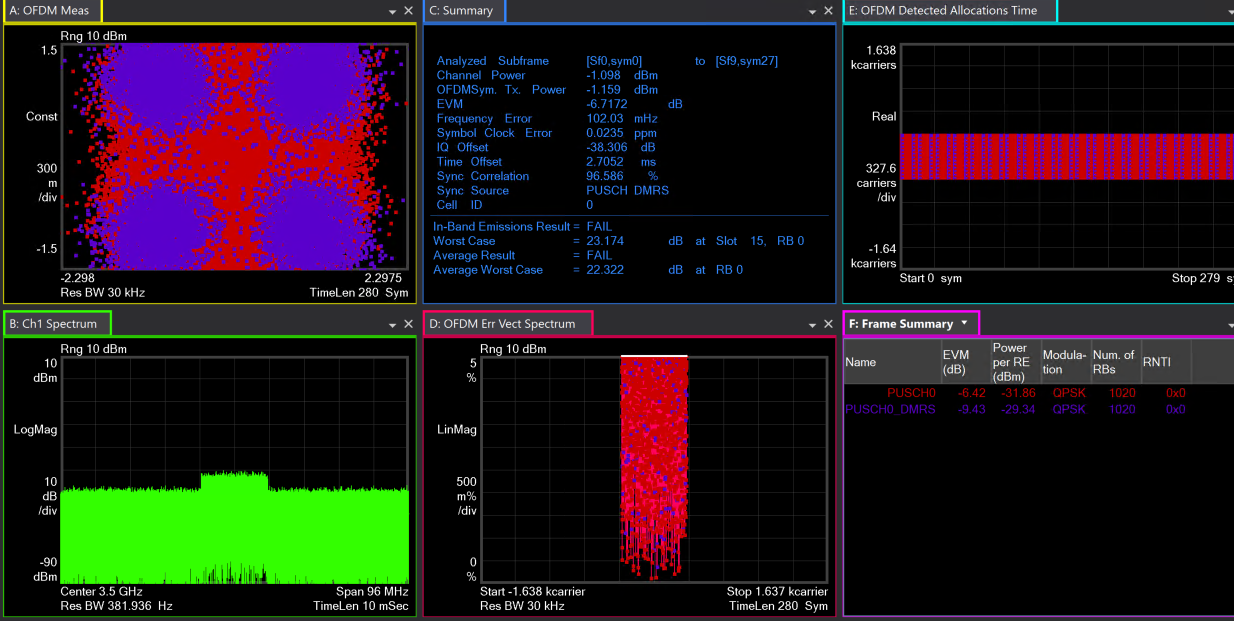 A: OFDM Meas
Rng 10 dBm
1.5
Const
300
m
/div
-1.5
-2.298
2.2975
Res BW 30 kHz
TimeLen 280 Sym
C: Summary
Analyzed Subframe [Sf0,sym0] to [Sf9,sym27]
Channel Power -1.098 dBm
OFDMSym. Tx. Power -1.159 dBm
EVM -6.7172 dB
Frequency Error 102.03 mHz
Symbol Clock Error 0.0235 ppm
IQ Offset -38.306 dB
Time Offset 2.7052 ms
Sync Correlation 96.586 %
Sync Source PUSCH DMRS
Cell ID 0
In-Band Emissions Result = FAIL
Worst Case = 23.174 dB at Slot 15, RB 0
Average Result = FAIL
Average Worst Case = 22.322 dB at RB 0
E: OFDM Detected Allocations Time
1.638
kcarriers
Real
327.6
carriers
/div
-1.64
kcarriers
Start 0 sym
Stop 279 sy
B: Ch1 Spectrum
Rng 10 dBm
10
dBm
LogMag
10
dB
/div
-90
dBm
Center 3.5 GHz
Span 96 MHz
Res BW 381.936 Hz
TimeLen 10 mSec
D: OFDM Err Vect Spectrum
Rng 10 dBm
5
%
LinMag
500
m%
/div
0
%
Start -1.638 kcarrier
Stop 1.637 kcarrier
Res BW 30 kHz
TimeLen 280 Sym
F: Frame Summary
Name EVM (dB) Power per RE (dBm) Modula-tion Num. of RBs RNTI
PUSCH0 -6.42 -31.86 QPSK 1020 0x0
PUSCH0_DMRS -9.43 -29.34 QPSK 1020 0x0